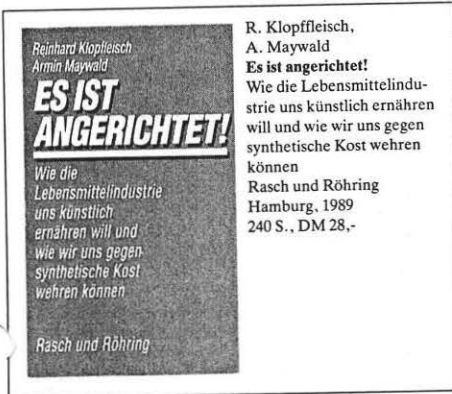 Reinhard Klopfleisch
Armin Maywald
ES IST
ANGERICHTET!
Wie die
Lebensmittelindustrie
uns künstlich
ernähren will und
wie wir uns gegen
synthetische Kost
wehren können
Rasch und Röhring
R. Klopffleisch,
A. Maywald
Es ist angerichtet!
Wie die Lebensmittelindu-
strie uns künstlich ernähren
will und wie wir uns gegen
synthetische Kost wehren
können
Rasch und Röhring
Hamburg, 1989
240 S., DM 28,-